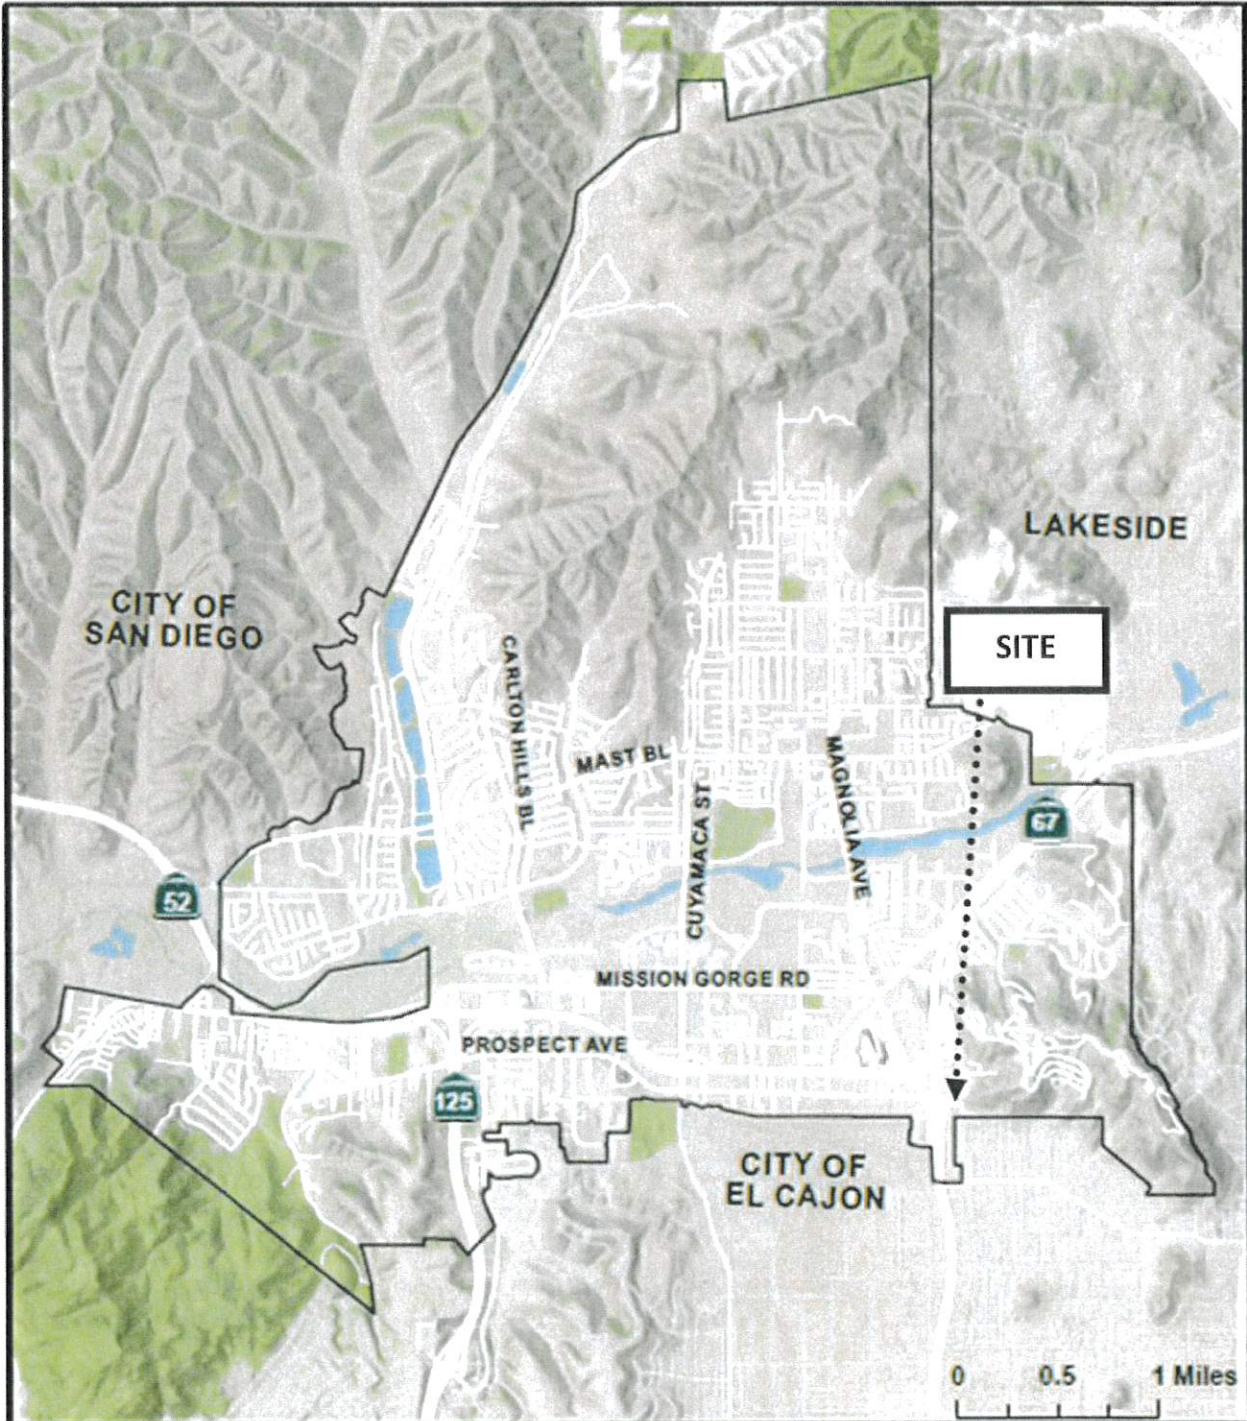 LAKESIDE
CITY OF
SAN DIEGO
SITE
CARLTON HILLS BL
MAST BL
CUYAMACA ST
MAGNOLIA AVE
67
52
MISSION GORGE RD
PROSPECT AVE
125
CITY OF
EL CAJON
0 0.5 1 Miles